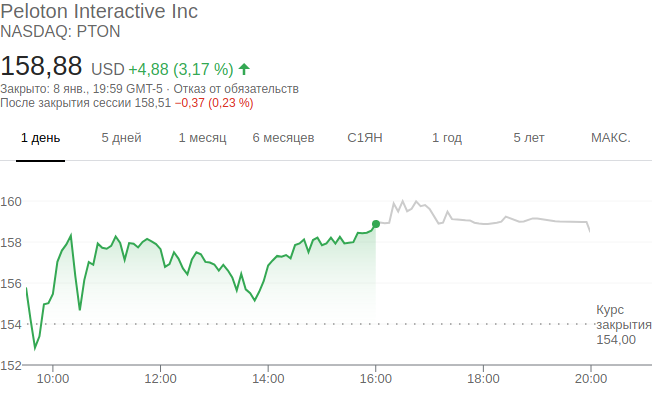 Peloton Interactive Inc
NASDAQ: PTON
158,88 USD +4,88 (3,17 %)
Закрыто: 8 янв., 19:59 GMT-5 · Отказ от обязательств
После закрытия сессии 158,51 −0,37 (0,23 %)
1 день 5 дней 1 месяц 6 месяцев С1ЯН 1 год 5 лет МАКС.
160
158
156
Курс
154 закрытия
154,00
152
10:00 12:00 14:00 16:00 18:00 20:00